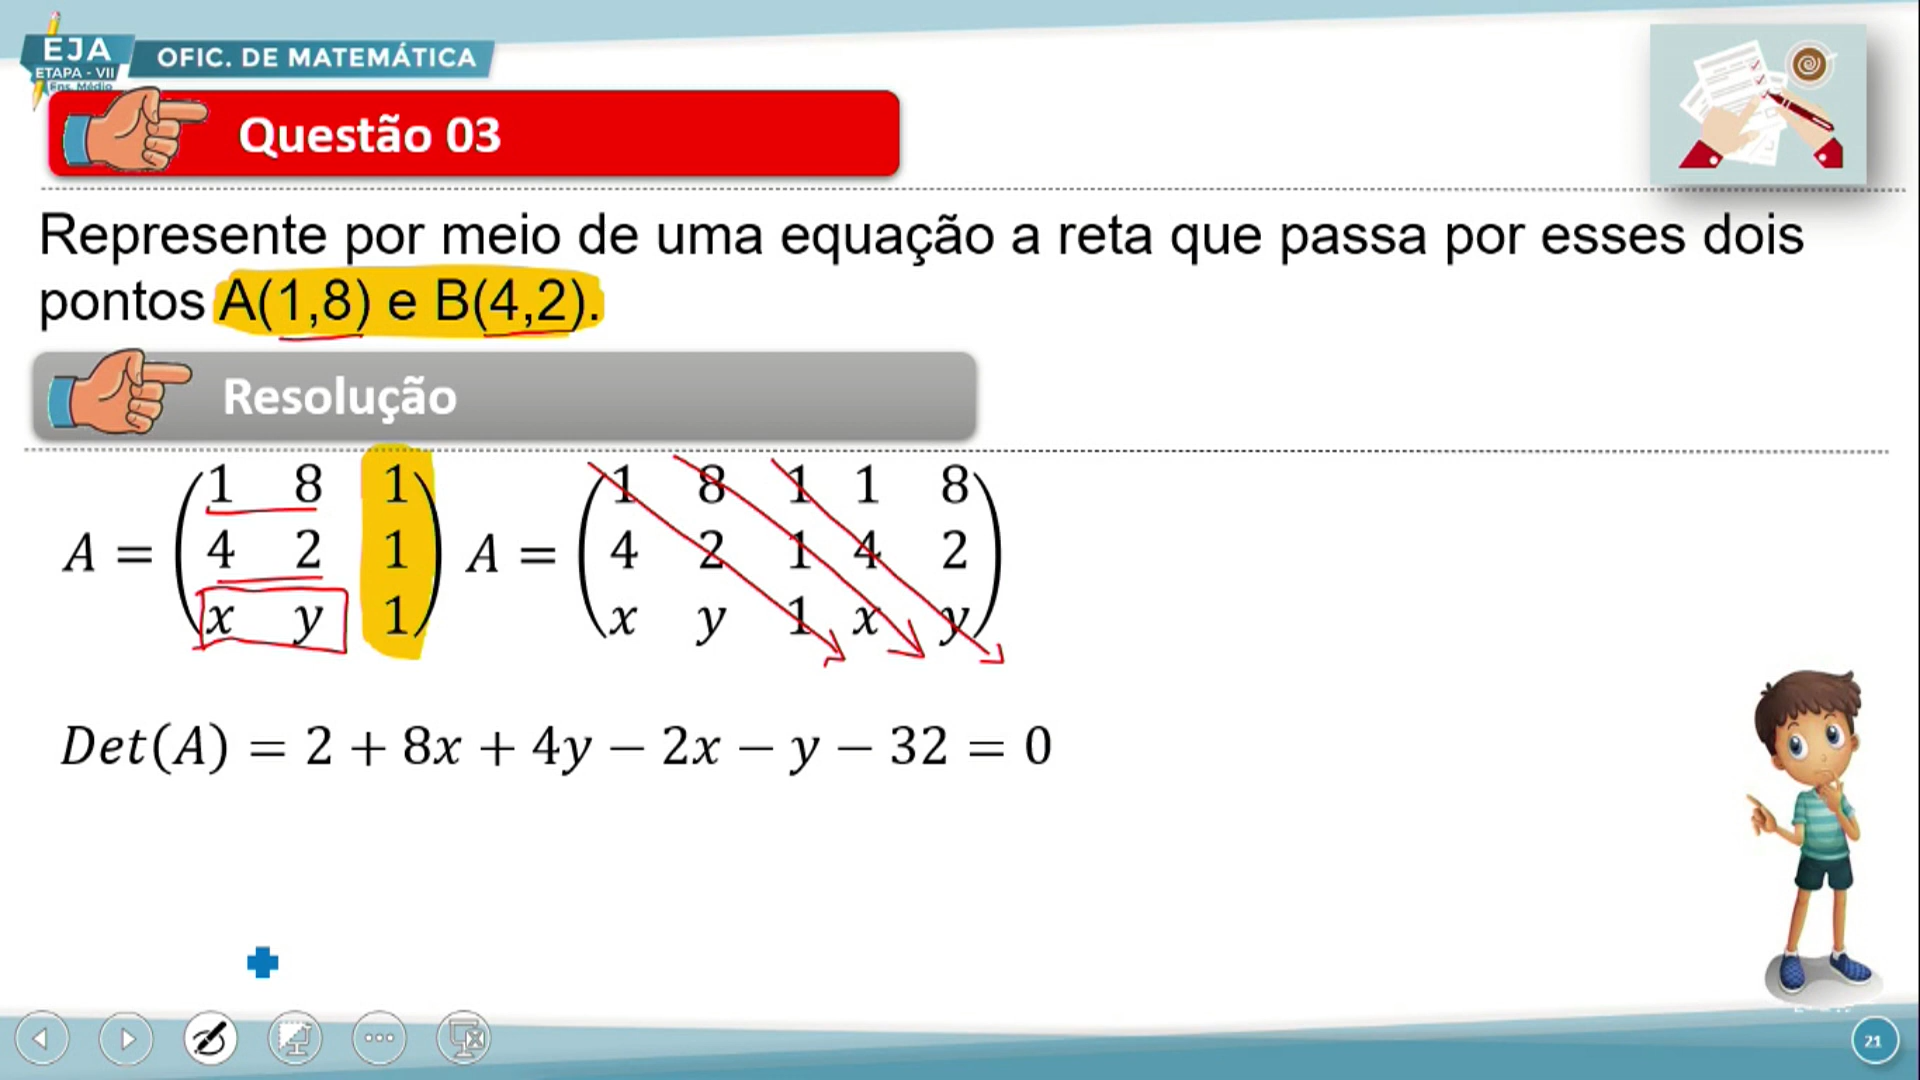 EJA
ETAPA - VII
Ens. Médio
OFIC. DE MATEMÁTICA
Questão 03
Represente por meio de uma equação a reta que passa por esses dois
pontos A(1,8) e B(4,2).
Resolução
1 8 1 1 8 1 1 8
A = 4 2 1 A = 4 2 1 4 2
x y 1 x y 1 x y
Det(A) = 2 + 8x + 4y − 2x − y − 32 = 0
21